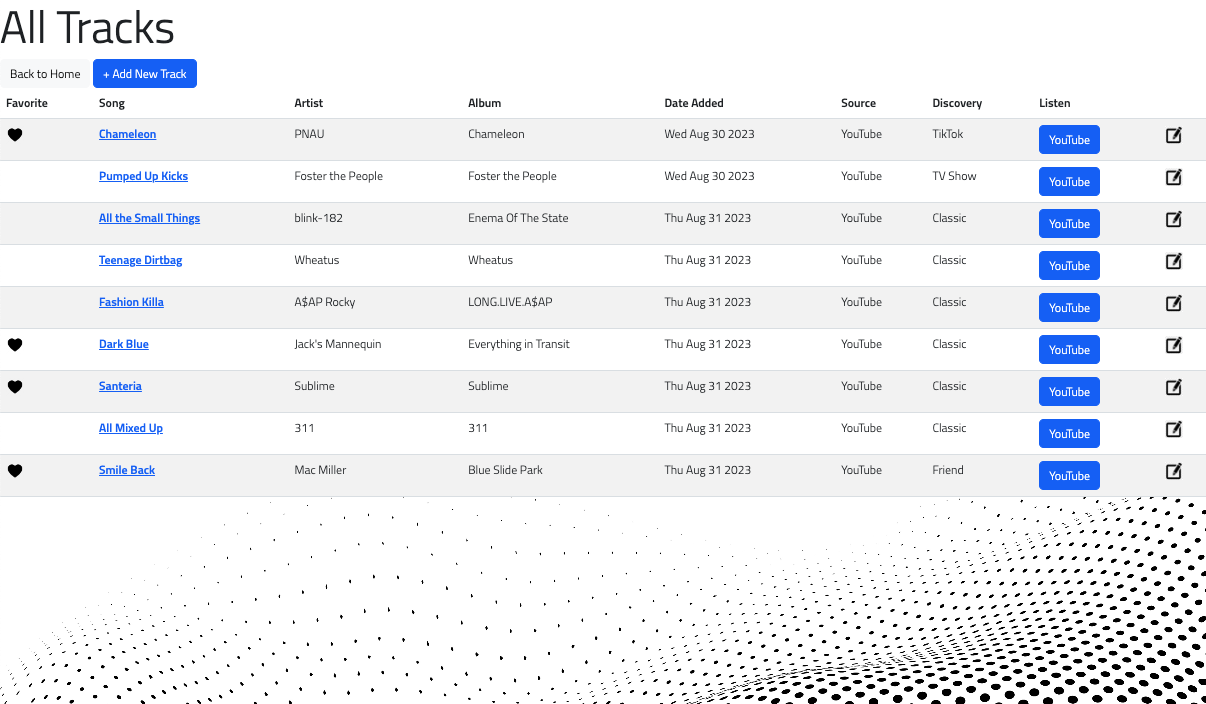 All Tracks
Back to Home + Add New Track
Favorite Song Artist Album Date Added Source Discovery Listen
Chameleon PNAU Chameleon Wed Aug 30 2023 YouTube TikTok YouTube
Pumped Up Kicks Foster the People Foster the People Wed Aug 30 2023 YouTube TV Show YouTube
All the Small Things blink-182 Enema Of The State Thu Aug 31 2023 YouTube Classic YouTube
Teenage Dirtbag Wheatus Wheatus Thu Aug 31 2023 YouTube Classic YouTube
Fashion Killa A$AP Rocky LONG.LIVE.A$AP Thu Aug 31 2023 YouTube Classic YouTube
Dark Blue Jack's Mannequin Everything in Transit Thu Aug 31 2023 YouTube Classic YouTube
Santeria Sublime Sublime Thu Aug 31 2023 YouTube Classic YouTube
All Mixed Up 311 311 Thu Aug 31 2023 YouTube Classic YouTube
Smile Back Mac Miller Blue Slide Park Thu Aug 31 2023 YouTube Friend YouTube